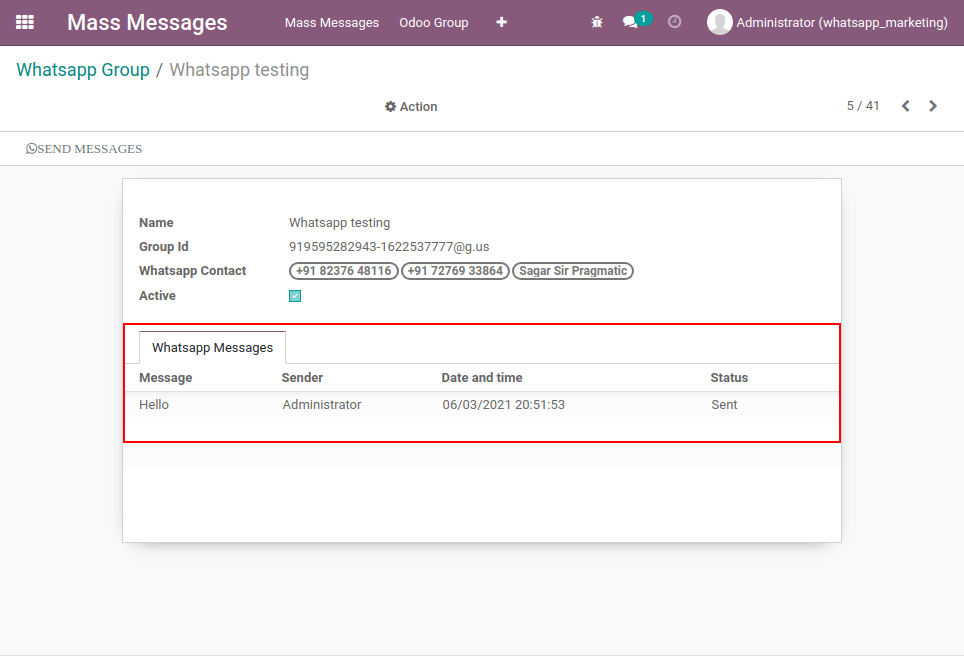 Mass Messages Mass Messages Odoo Group 1 Administrator (whatsapp_marketing)
Whatsapp Group / Whatsapp testing
Action 5 / 41
SEND MESSAGES
Name Whatsapp testing
Group Id 919595282943-1622537777@g.us
Whatsapp Contact +91 82376 48116 +91 72769 33864 Sagar Sir Pragmatic
Active
Whatsapp Messages
Message Sender Date and time Status
Hello Administrator 06/03/2021 20:51:53 Sent